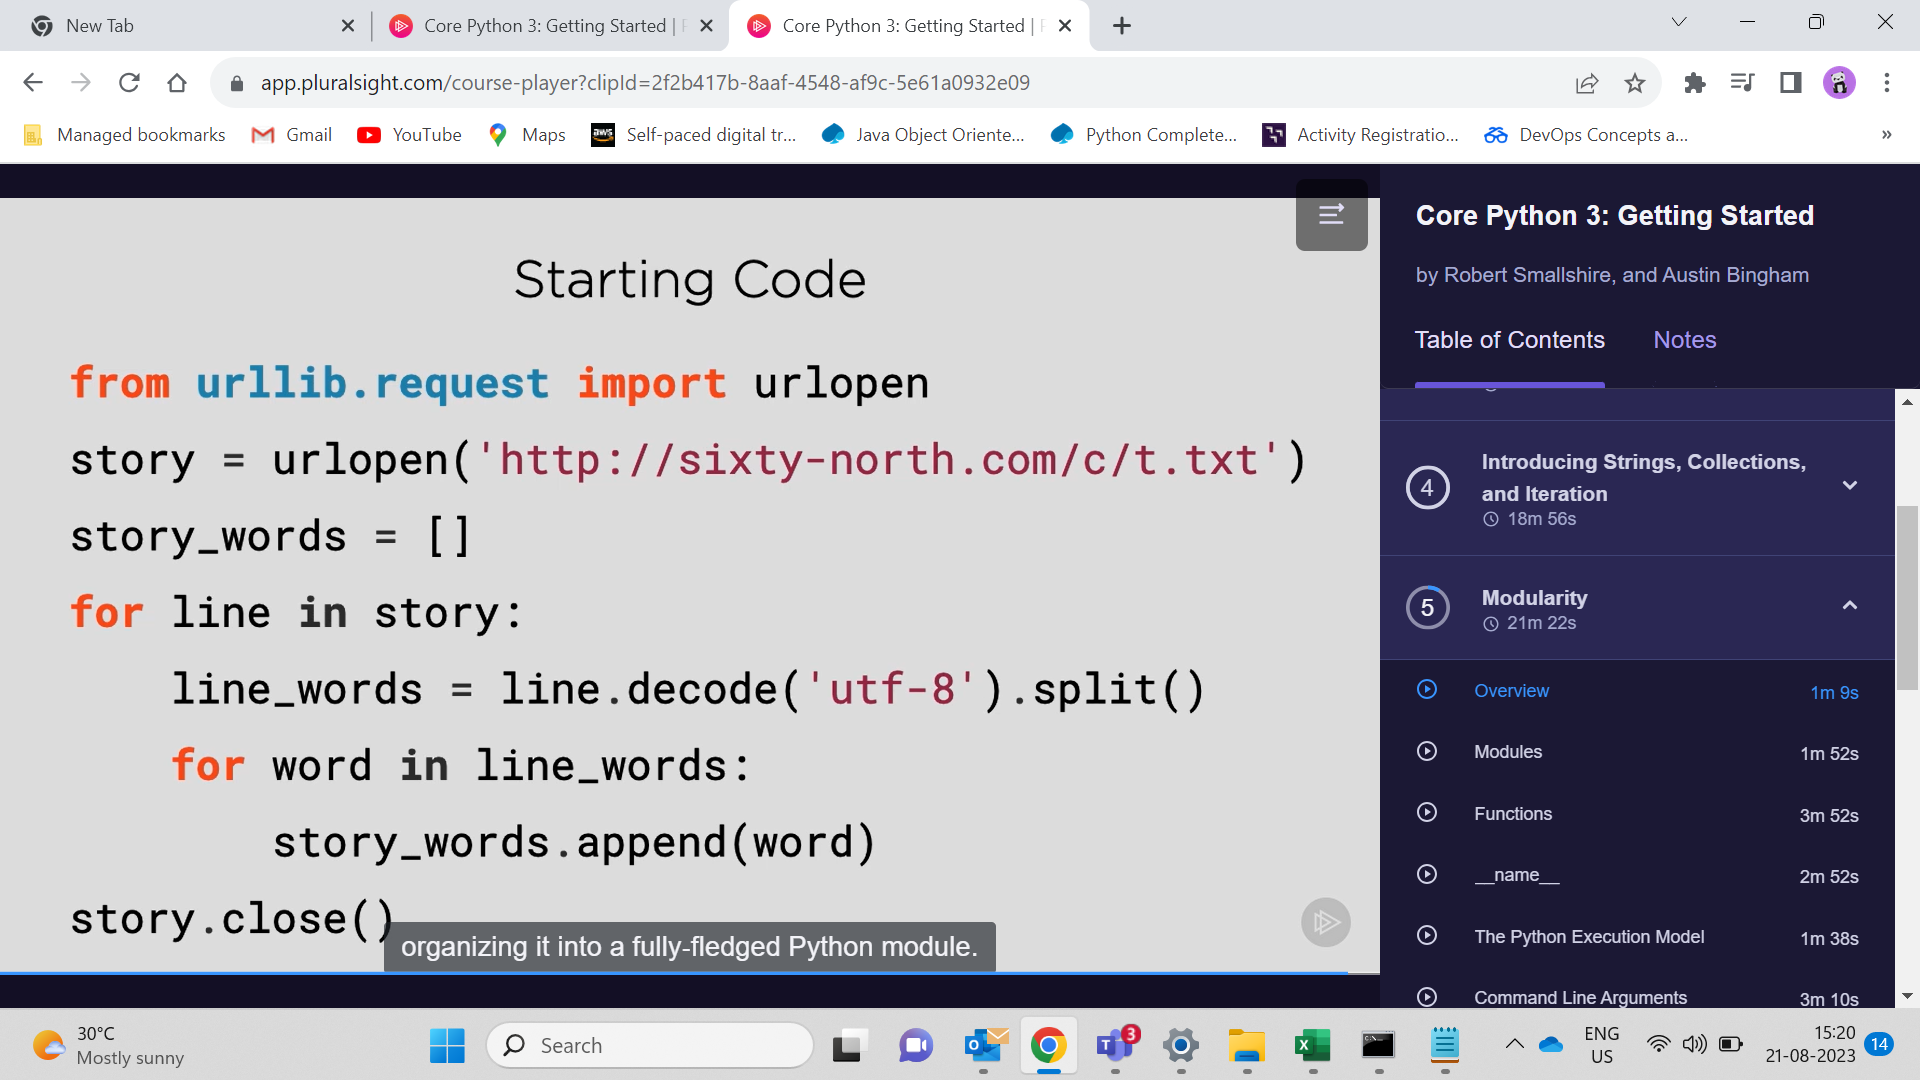 New Tab
Core Python 3: Getting Started |
Core Python 3: Getting Started |
app.pluralsight.com/course-player?clipId=2f2b417b-8aaf-4548-af9c-5e61a0932e09
Managed bookmarks
Gmail
YouTube
Maps
aws
Self-paced digital tr...
Java Object Oriente...
Python Complete...
Activity Registratio...
DevOps Concepts a...
»
Starting Code
from urllib.request import urlopen
story = urlopen('http://sixty-north.com/c/t.txt')
story_words = []
for line in story:
    line_words = line.decode('utf-8').split()
    for word in line_words:
        story_words.append(word)
story.close()
organizing it into a fully-fledged Python module.
Core Python 3: Getting Started
by Robert Smallshire, and Austin Bingham
Table of Contents
Notes
4
Introducing Strings, Collections,
and Iteration
18m 56s
5
Modularity
21m 22s
Overview 1m 9s
Modules 1m 52s
Functions 3m 52s
__name__ 2m 52s
The Python Execution Model 1m 38s
Command Line Arguments 3m 10s
30°C
Mostly sunny
Search
3
ENG
US
15:20
21-08-2023
14